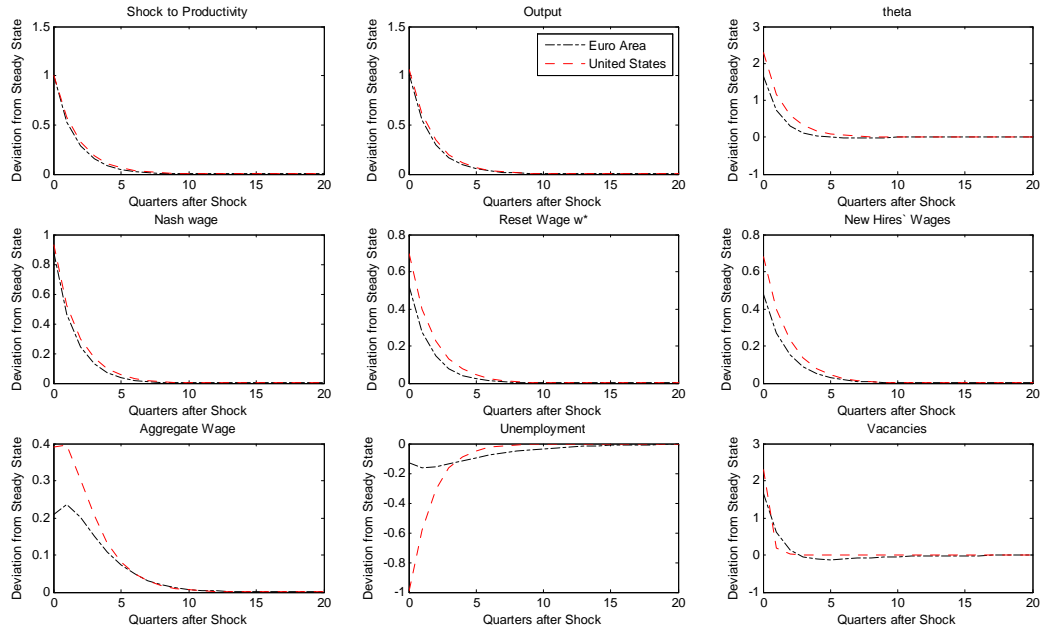 Shock to Productivity
Output
theta
1.5
1
0.5
0
Deviation from Steady State
0 5 10 15 20
Quarters after Shock
1.5
1
0.5
0
Deviation from Steady State
Euro Area
United States
0 5 10 15 20
Quarters after Shock
3
2
1
0
-1
Deviation from Steady State
0 5 10 15 20
Quarters after Shock
Nash wage
Reset Wage w*
New Hires` Wages
1
0.8
0.6
0.4
0.2
0
Deviation from Steady State
0 5 10 15 20
Quarters after Shock
0.8
0.6
0.4
0.2
0
Deviation from Steady State
0 5 10 15 20
Quarters after Shock
0.8
0.6
0.4
0.2
0
Deviation from Steady State
0 5 10 15 20
Quarters after Shock
Aggregate Wage
Unemployment
Vacancies
0.4
0.3
0.2
0.1
0
Deviation from Steady State
0 5 10 15 20
Quarters after Shock
0
-0.2
-0.4
-0.6
-0.8
-1
Deviation from Steady State
0 5 10 15 20
Quarters after Shock
3
2
1
0
-1
Deviation from Steady State
0 5 10 15 20
Quarters after Shock